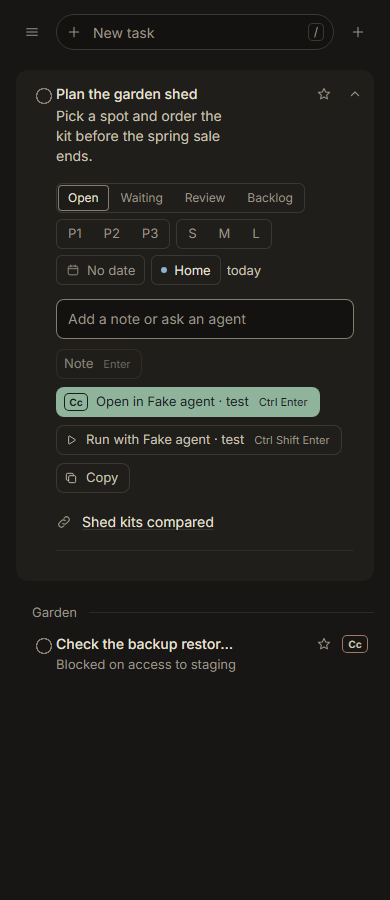 New task /
Plan the garden shed
Pick a spot and order the
kit before the spring sale
ends.
Open Waiting Review Backlog
P1 P2 P3 S M L
No date Home today
Add a note or ask an agent
Note Enter
Cc Open in Fake agent · test Ctrl Enter
Run with Fake agent · test Ctrl Shift Enter
Copy
Shed kits compared
Garden
Check the backup restor... Cc
Blocked on access to staging